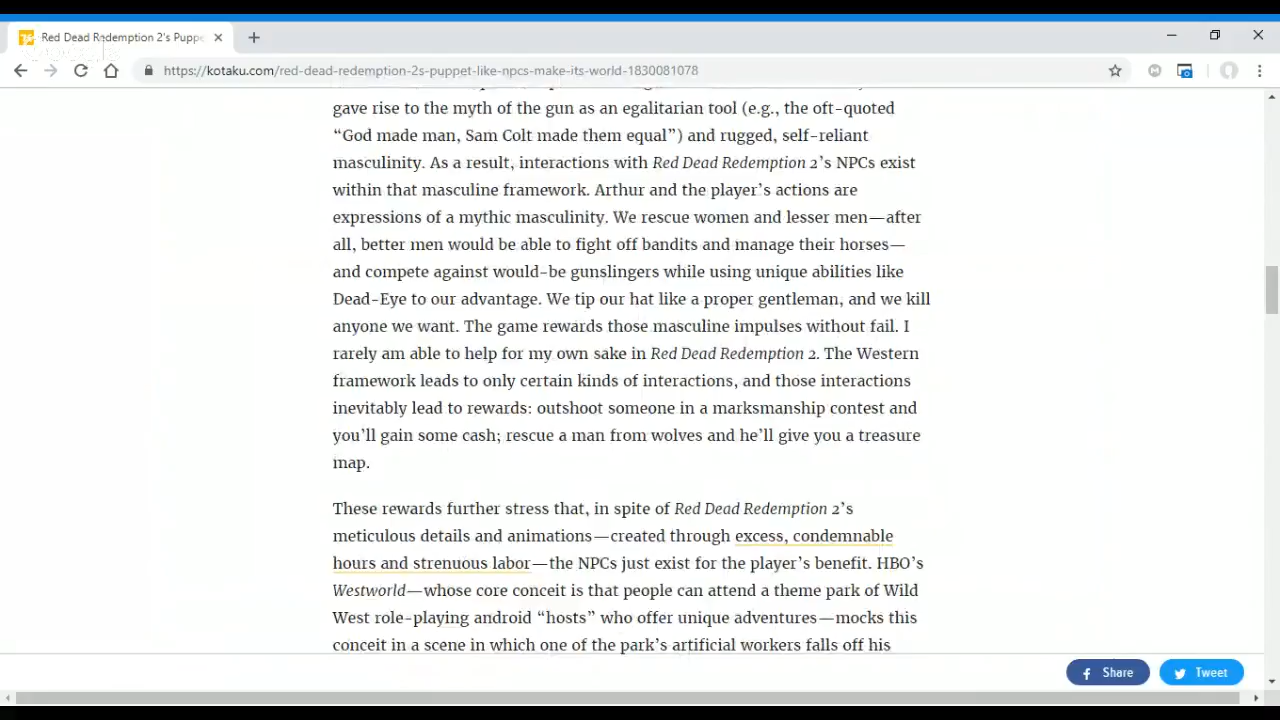 Red Dead Redemption 2's Puppe
https://kotaku.com/red-dead-redemption-2s-puppet-like-npcs-make-its-world-1830081078
gave rise to the myth of the gun as an egalitarian tool (e.g., the oft-quoted
“God made man, Sam Colt made them equal”) and rugged, self-reliant
masculinity. As a result, interactions with Red Dead Redemption 2’s NPCs exist
within that masculine framework. Arthur and the player’s actions are
expressions of a mythic masculinity. We rescue women and lesser men—after
all, better men would be able to fight off bandits and manage their horses—
and compete against would-be gunslingers while using unique abilities like
Dead-Eye to our advantage. We tip our hat like a proper gentleman, and we kill
anyone we want. The game rewards those masculine impulses without fail. I
rarely am able to help for my own sake in Red Dead Redemption 2. The Western
framework leads to only certain kinds of interactions, and those interactions
inevitably lead to rewards: outshoot someone in a marksmanship contest and
you’ll gain some cash; rescue a man from wolves and he’ll give you a treasure
map.
These rewards further stress that, in spite of Red Dead Redemption 2’s
meticulous details and animations—created through excess, condemnable
hours and strenuous labor—the NPCs just exist for the player’s benefit. HBO’s
Westworld—whose core conceit is that people can attend a theme park of Wild
West role-playing android “hosts” who offer unique adventures—mocks this
conceit in a scene in which one of the park’s artificial workers falls off his
Share
Tweet